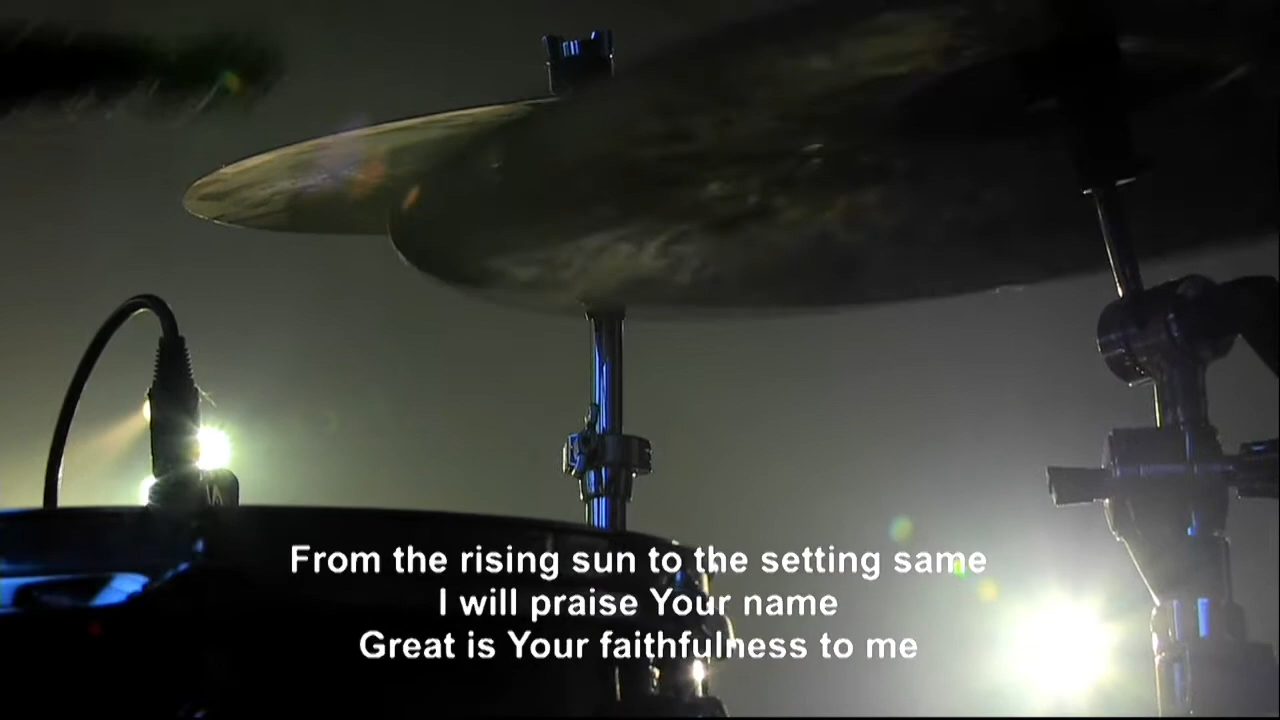 From the rising sun to the setting same
I will praise Your name
Great is Your faithfulness to me